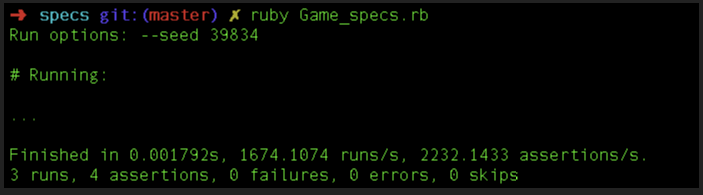 ➜ specs git:(master) ✗ ruby Game_specs.rb
Run options: --seed 39834
# Running:
...
Finished in 0.001792s, 1674.1074 runs/s, 2232.1433 assertions/s.
3 runs, 4 assertions, 0 failures, 0 errors, 0 skips